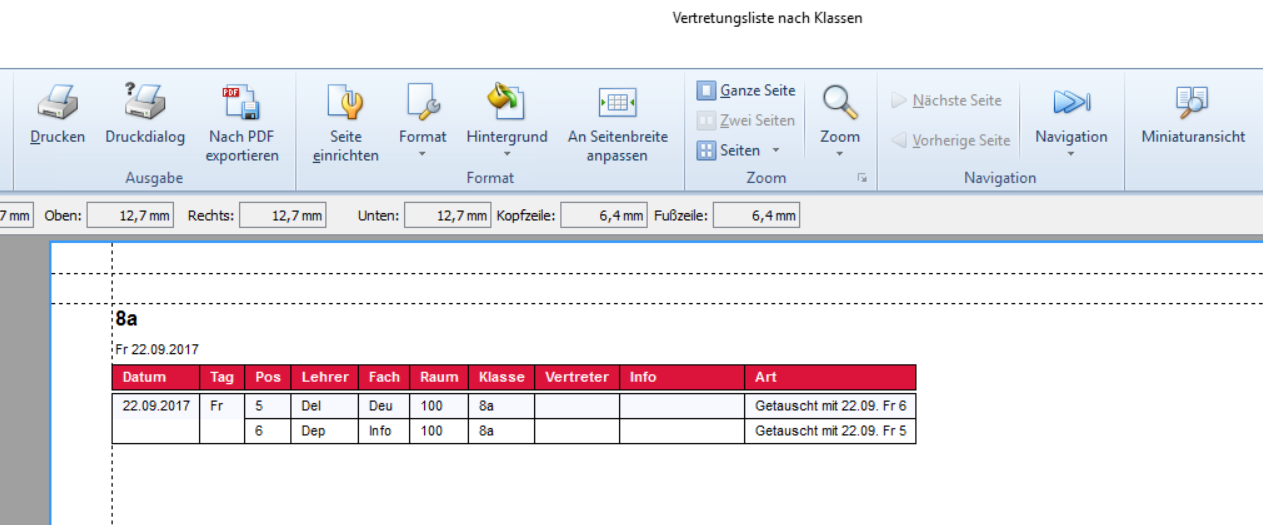 Vertretungsliste nach Klassen
Drucken Druckdialog Nach PDF exportieren Seite einrichten Format Hintergrund An Seitenbreite anpassen Ganze Seite Zwei Seiten Seiten Zoom Nächste Seite Vorherige Seite Navigation Miniaturansicht
Ausgabe Format Zoom Navigation
7 mm Oben: 12,7 mm Rechts: 12,7 mm Unten: 12,7 mm Kopfzeile: 6,4 mm Fußzeile: 6,4 mm
8a
Fr 22.09.2017
Datum Tag Pos Lehrer Fach Raum Klasse Vertreter Info Art
22.09.2017 Fr 5 Del Deu 100 8a Getauscht mit 22.09. Fr 6
6 Dep Info 100 8a Getauscht mit 22.09. Fr 5